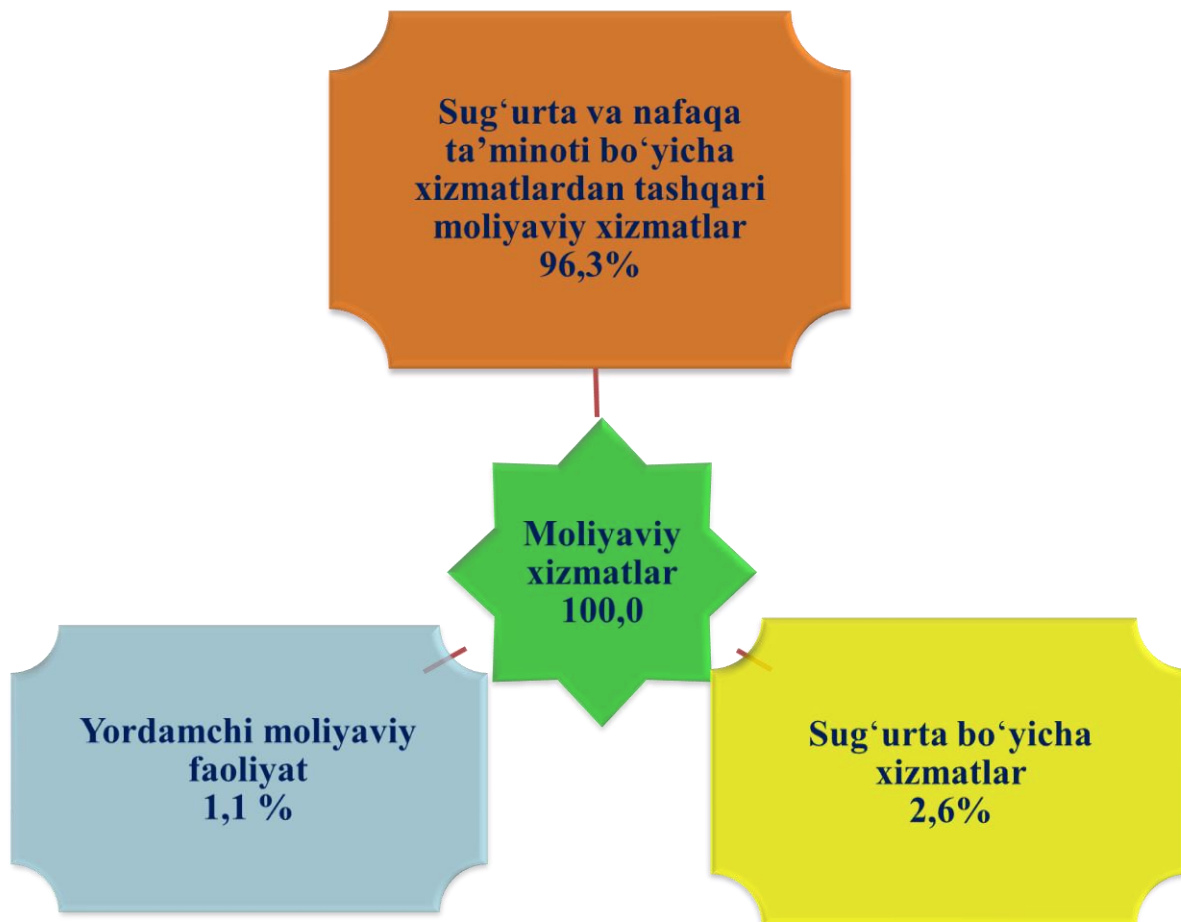 Sug‘urta va nafaqa
ta’minoti bo‘yicha
xizmatlardan tashqari
moliyaviy xizmatlar
96,3%
Moliyaviy
xizmatlar
100,0
Yordamchi moliyaviy
faoliyat
1,1 %
Sug‘urta bo‘yicha
xizmatlar
2,6%